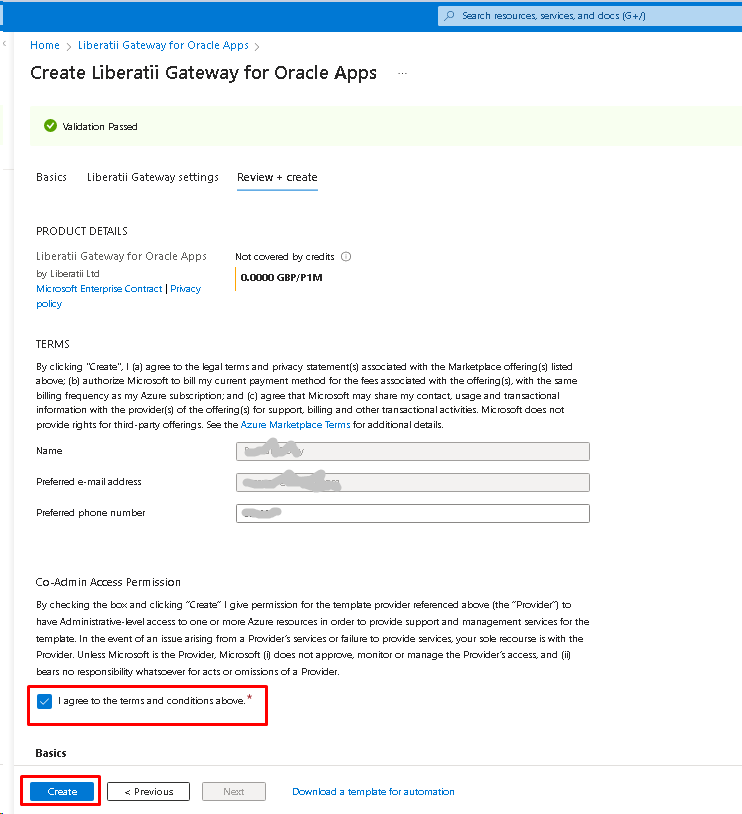 Search resources, services, and docs (G+/)
Home > Liberatii Gateway for Oracle Apps >
Create Liberatii Gateway for Oracle Apps ...
Validation Passed
Basics Liberatii Gateway settings Review + create
PRODUCT DETAILS
Liberatii Gateway for Oracle Apps
by Liberatii Ltd
Microsoft Enterprise Contract | Privacy
policy
Not covered by credits
0.0000 GBP/P1M
TERMS
By clicking "Create", I (a) agree to the legal terms and privacy statement(s) associated with the Marketplace offering(s) listed
above; (b) authorize Microsoft to bill my current payment method for the fees associated with the offering(s), with the same
billing frequency as my Azure subscription; and (c) agree that Microsoft may share my contact, usage and transactional
information with the provider(s) of the offering(s) for support, billing and other transactional activities. Microsoft does not
provide rights for third-party offerings. See the Azure Marketplace Terms for additional details.
Name
Preferred e-mail address
Preferred phone number
Co-Admin Access Permission
By checking the box and clicking "Create" I give permission for the template provider referenced above (the "Provider") to
have Administrative-level access to one or more Azure resources in order to provide support and management services for the
template. In the event of an issue arising from a Provider's services or failure to provide services, your sole recourse is with the
Provider. Unless Microsoft is the Provider, Microsoft (i) does not approve, monitor or manage the Provider's access, and (ii)
bears no responsibility whatsoever for acts or omissions of a Provider.
I agree to the terms and conditions above. *
Basics
Create < Previous Next Download a template for automation